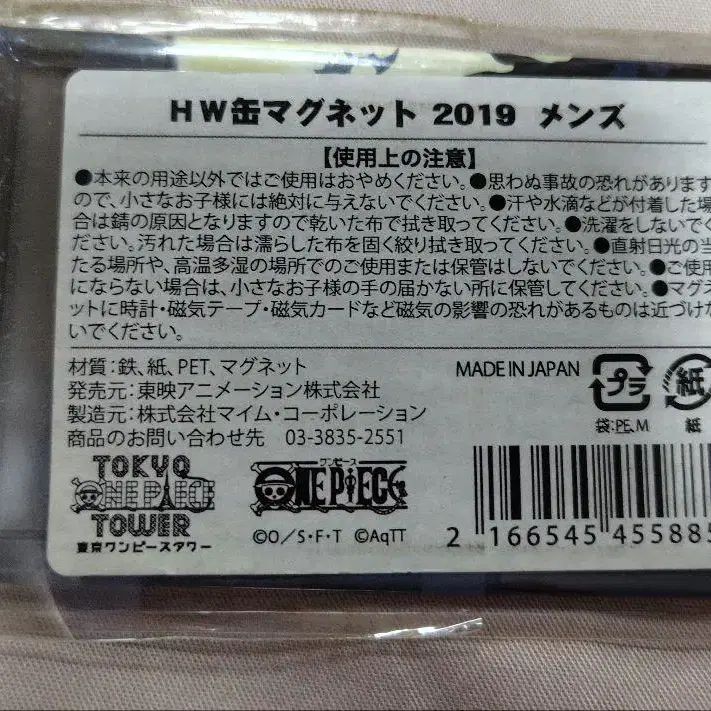 HW缶マグネット 2019 メンズ
【使用上の注意】
●本来の用途以外ではご使用はおやめください。●思わぬ事故の恐れがあります
ので、小さなお子様には絶対に与えないでください。●汗や水滴などが付着した場
合は錆の原因となりますので乾いた布で拭き取ってください。●洗濯をしないでく
ださい。汚れた場合は濡らした布を固く絞り拭き取ってください。●直射日光の当
たる場所や、高温多湿の場所でのご使用または保管はしないでください。●ご使用
にならない場合は、小さなお子様の手の届かない所に保管してください。●マグネ
ットに時計・磁気テープ・磁気カードなど磁気の影響の恐れがあるものは近づけな
いでください。
材質：鉄、紙、PET、マグネット
発売元：東映アニメーション株式会社
製造元：株式会社マイム・コーポレーション
商品のお問い合わせ先 03-3835-2551
MADE IN JAPAN
プラ
袋:PE、M
紙
紙
TOKYO
ONE PIECE
TOWER
東京ワンピースタワー
ワンピース
ONE PIECE
©O／S・F・T ©AqTT
2 166545 455885